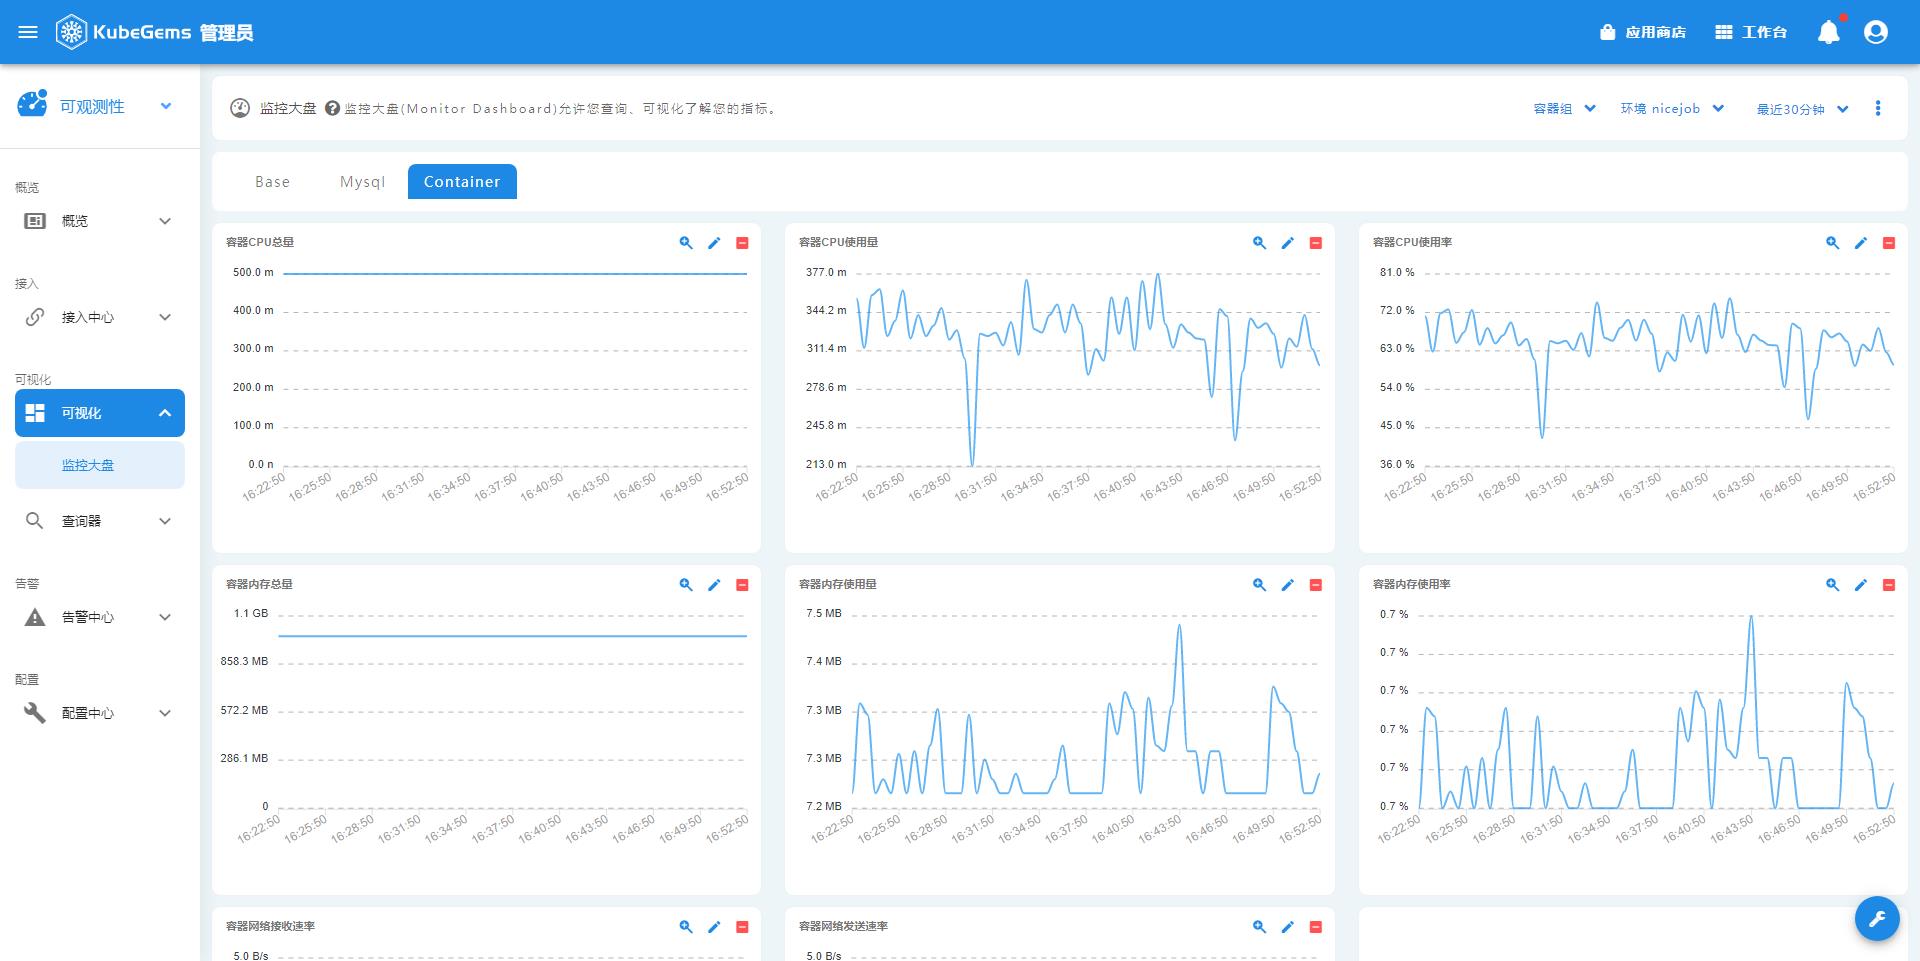 KubeGems 管理员
应用商店
工作台
可观测性
概览
概览
接入
接入中心
可视化
可视化
监控大盘
查询器
告警
告警中心
配置
配置中心
监控大盘
监控大盘(Monitor Dashboard)允许您查询、可视化了解您的指标。
容器组
环境 nicejob
最近30分钟
Base
Mysql
Container
容器CPU总量
500.0 m
400.0 m
300.0 m
200.0 m
100.0 m
0.0 n
16:22:50 16:25:50 16:28:50 16:31:50 16:34:50 16:37:50 16:40:50 16:43:50 16:46:50 16:49:50 16:52:50
容器CPU使用量
377.0 m
344.2 m
311.4 m
278.6 m
245.8 m
213.0 m
16:22:50 16:25:50 16:28:50 16:31:50 16:34:50 16:37:50 16:40:50 16:43:50 16:46:50 16:49:50 16:52:50
容器CPU使用率
81.0 %
72.0 %
63.0 %
54.0 %
45.0 %
36.0 %
16:22:50 16:25:50 16:28:50 16:31:50 16:34:50 16:37:50 16:40:50 16:43:50 16:46:50 16:49:50 16:52:50
容器内存总量
1.1 GB
858.3 MB
572.2 MB
286.1 MB
0
16:22:50 16:25:50 16:28:50 16:31:50 16:34:50 16:37:50 16:40:50 16:43:50 16:46:50 16:49:50 16:52:50
容器内存使用量
7.5 MB
7.4 MB
7.3 MB
7.3 MB
7.2 MB
16:22:50 16:25:50 16:28:50 16:31:50 16:34:50 16:37:50 16:40:50 16:43:50 16:46:50 16:49:50 16:52:50
容器内存使用率
0.7 %
0.7 %
0.7 %
0.7 %
0.7 %
0.7 %
16:22:50 16:25:50 16:28:50 16:31:50 16:34:50 16:37:50 16:40:50 16:43:50 16:46:50 16:49:50 16:52:50
容器网络接收速率
5.0 B/s
容器网络发送速率
5.0 B/s